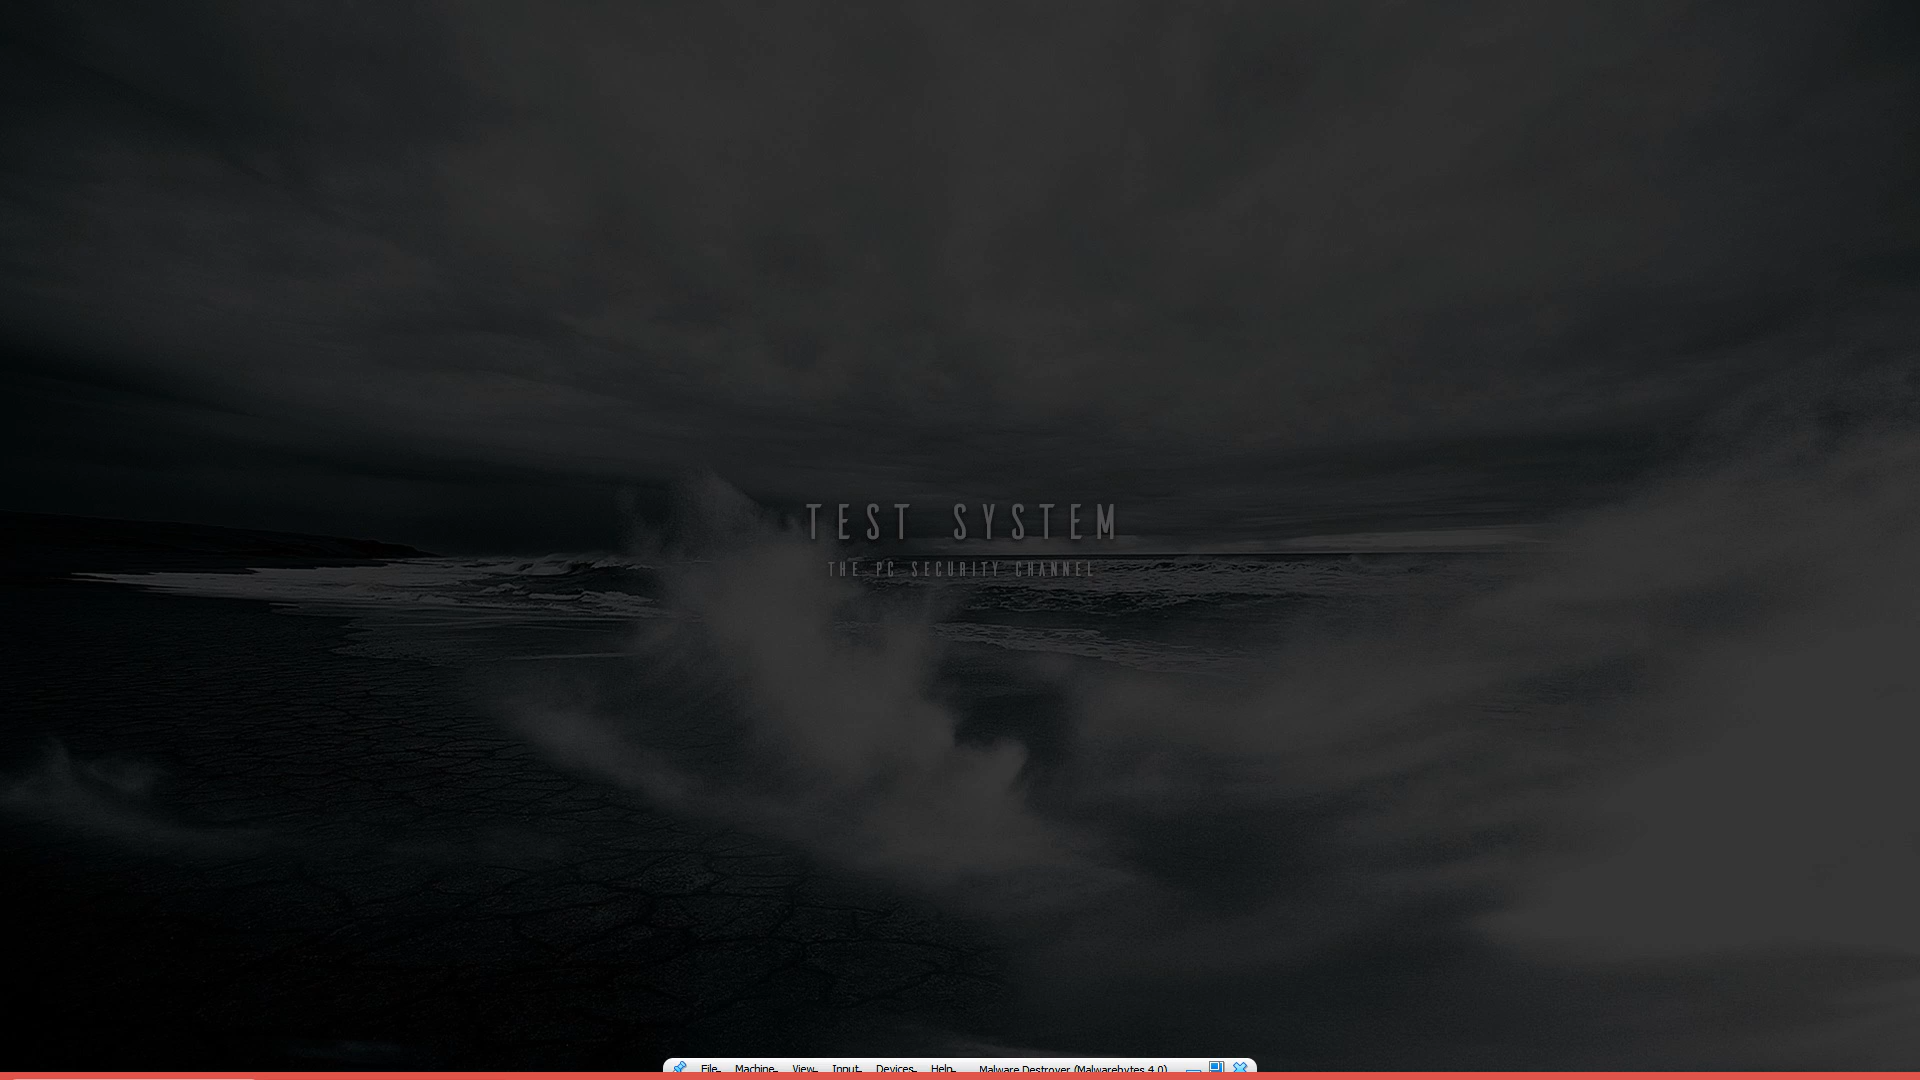 TEST SYSTEM
THE PC SECURITY CHANNEL
File Machine View Input Devices Help Malware Destroyer (Malwarebytes 4.0)